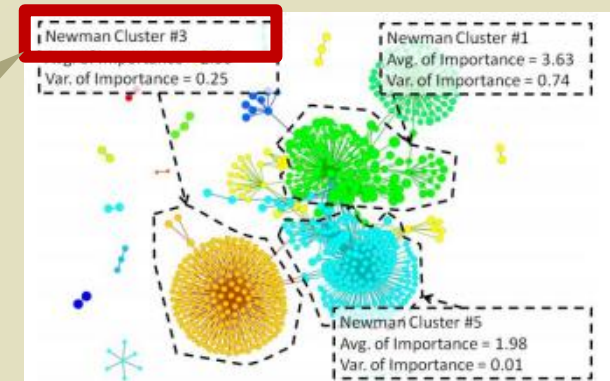 Newman Cluster #3
Var. of Importance = 0.25
Newman Cluster #1
Avg. of Importance = 3.63
Var. of Importance = 0.74
Newman Cluster #5
Avg. of Importance = 1.98
Var. of Importance = 0.01